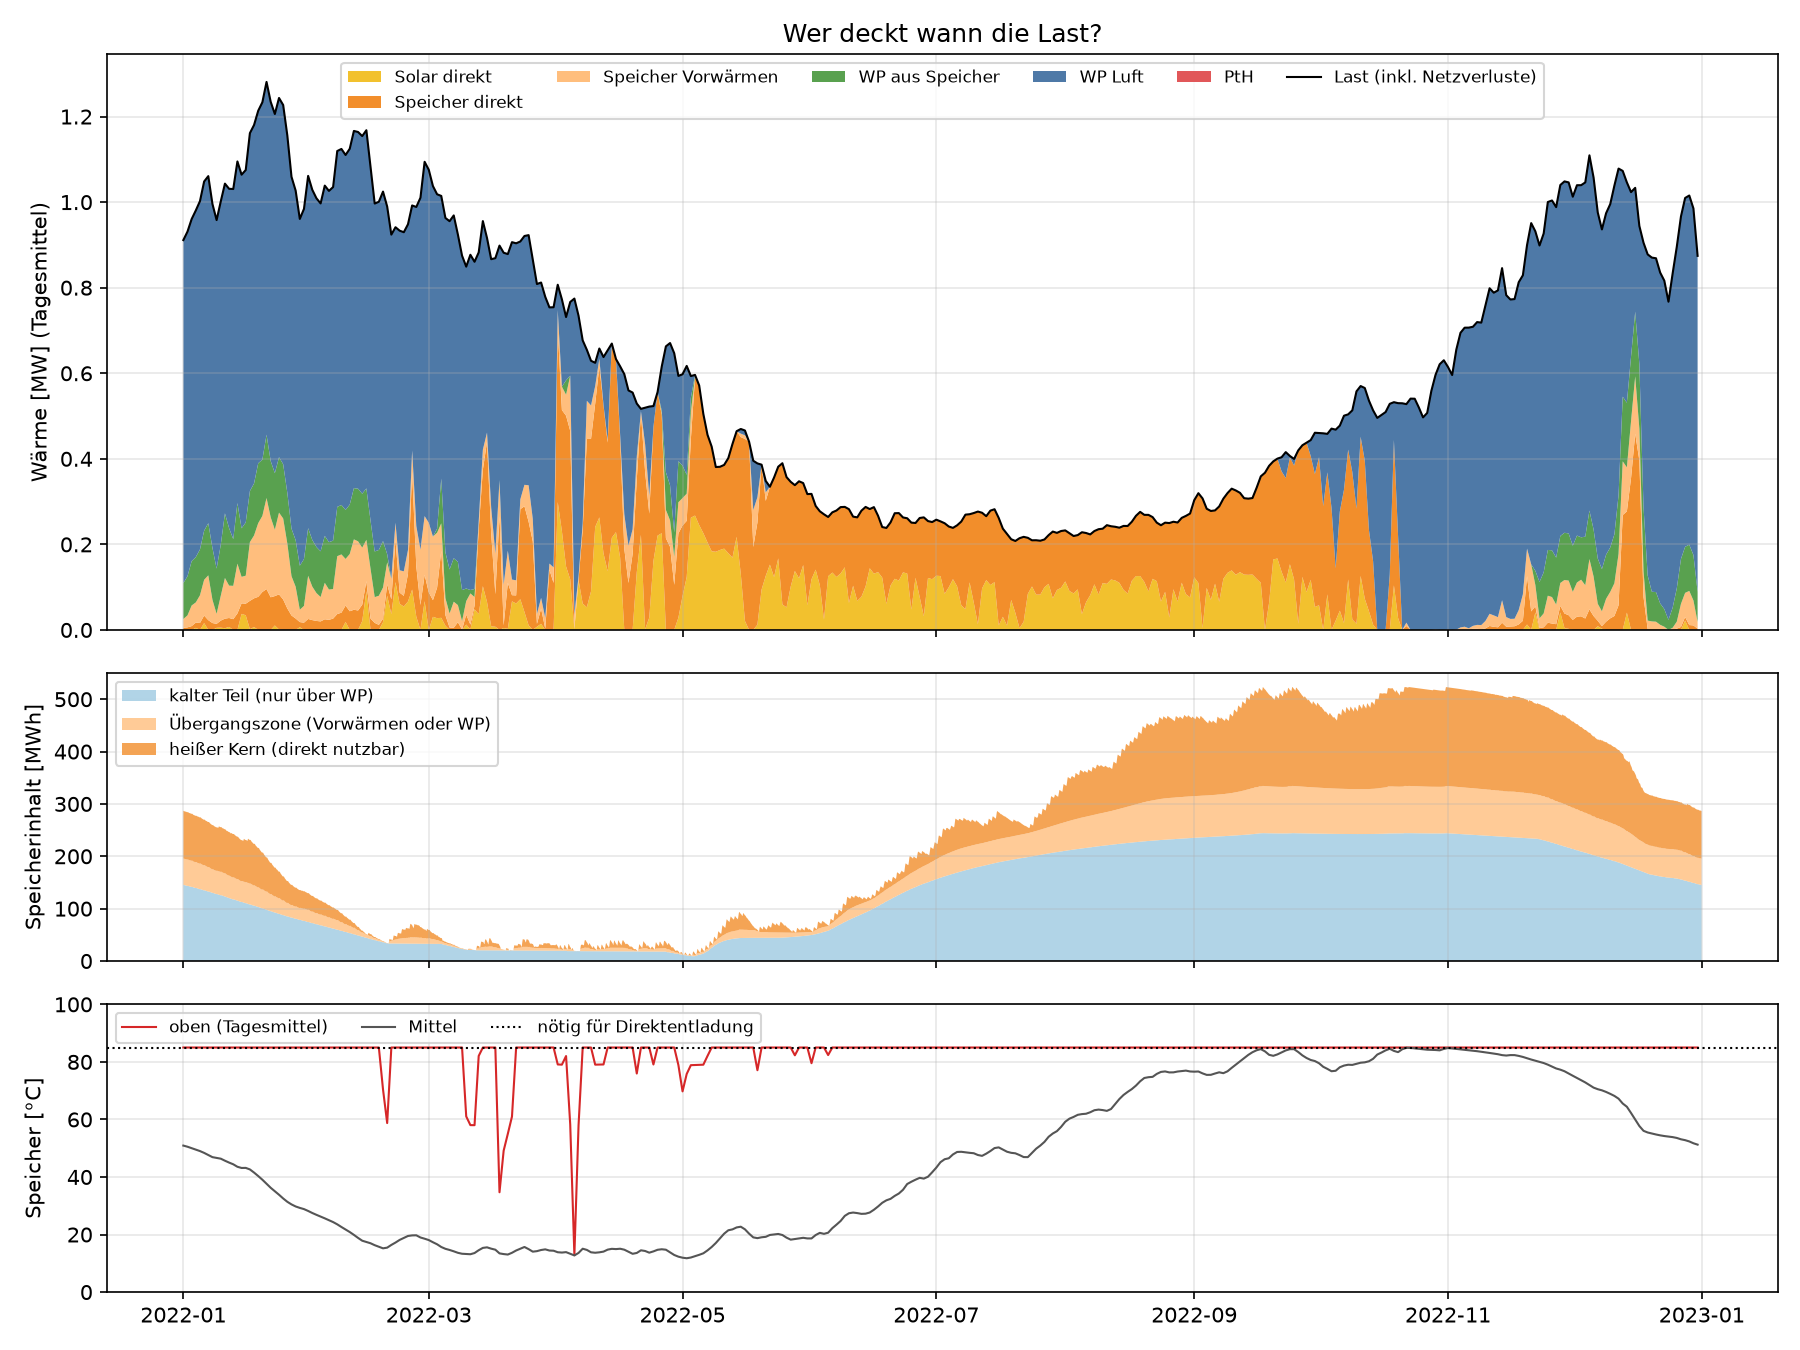 Wer deckt wann die Last?
Solar direkt
Speicher direkt
Speicher Vorwärmen
WP aus Speicher
WP Luft
PtH
Last (inkl. Netzverluste)
Wärme [MW] (Tagesmittel)
1.2
1.0
0.8
0.6
0.4
0.2
0.0
kalter Teil (nur über WP)
Übergangszone (Vorwärmen oder WP)
heißer Kern (direkt nutzbar)
Speicherinhalt [MWh]
500
400
300
200
100
0
oben (Tagesmittel)
Mittel
nötig für Direktentladung
Speicher [°C]
100
80
60
40
20
0
2022-01
2022-03
2022-05
2022-07
2022-09
2022-11
2023-01